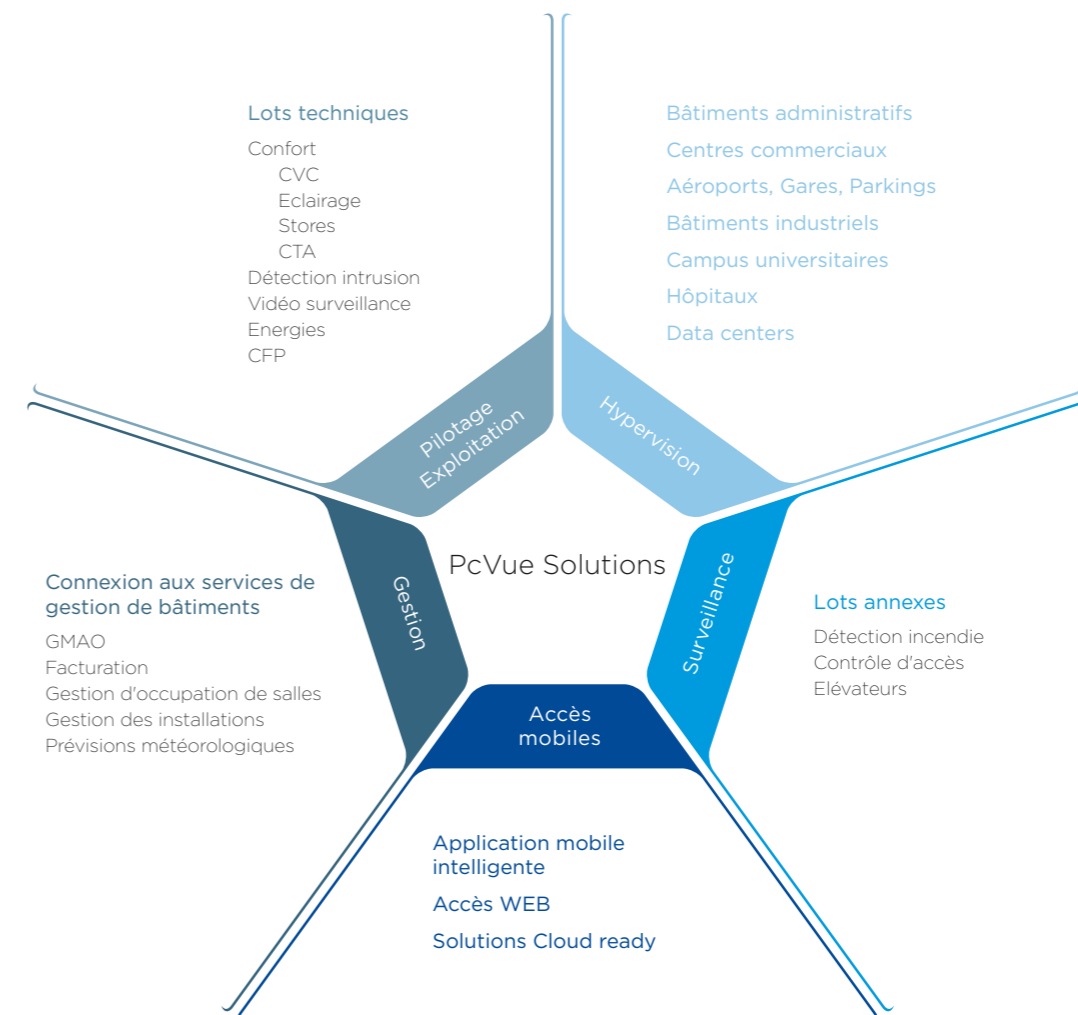 Lots techniques
Confort
CVC
Eclairage
Stores
CTA
Détection intrusion
Vidéo surveillance
Energies
CFP
Bâtiments administratifs
Centres commerciaux
Aéroports, Gares, Parkings
Bâtiments industriels
Campus universitaires
Hôpitaux
Data centers
Pilotage
Exploitation
Hypervision
PcVue Solutions
Gestion
Surveillance
Connexion aux services de
gestion de bâtiments
GMAO
Facturation
Gestion d'occupation de salles
Gestion des installations
Prévisions météorologiques
Lots annexes
Détection incendie
Contrôle d'accès
Elévateurs
Accès
mobiles
Application mobile
intelligente
Accès WEB
Solutions Cloud ready